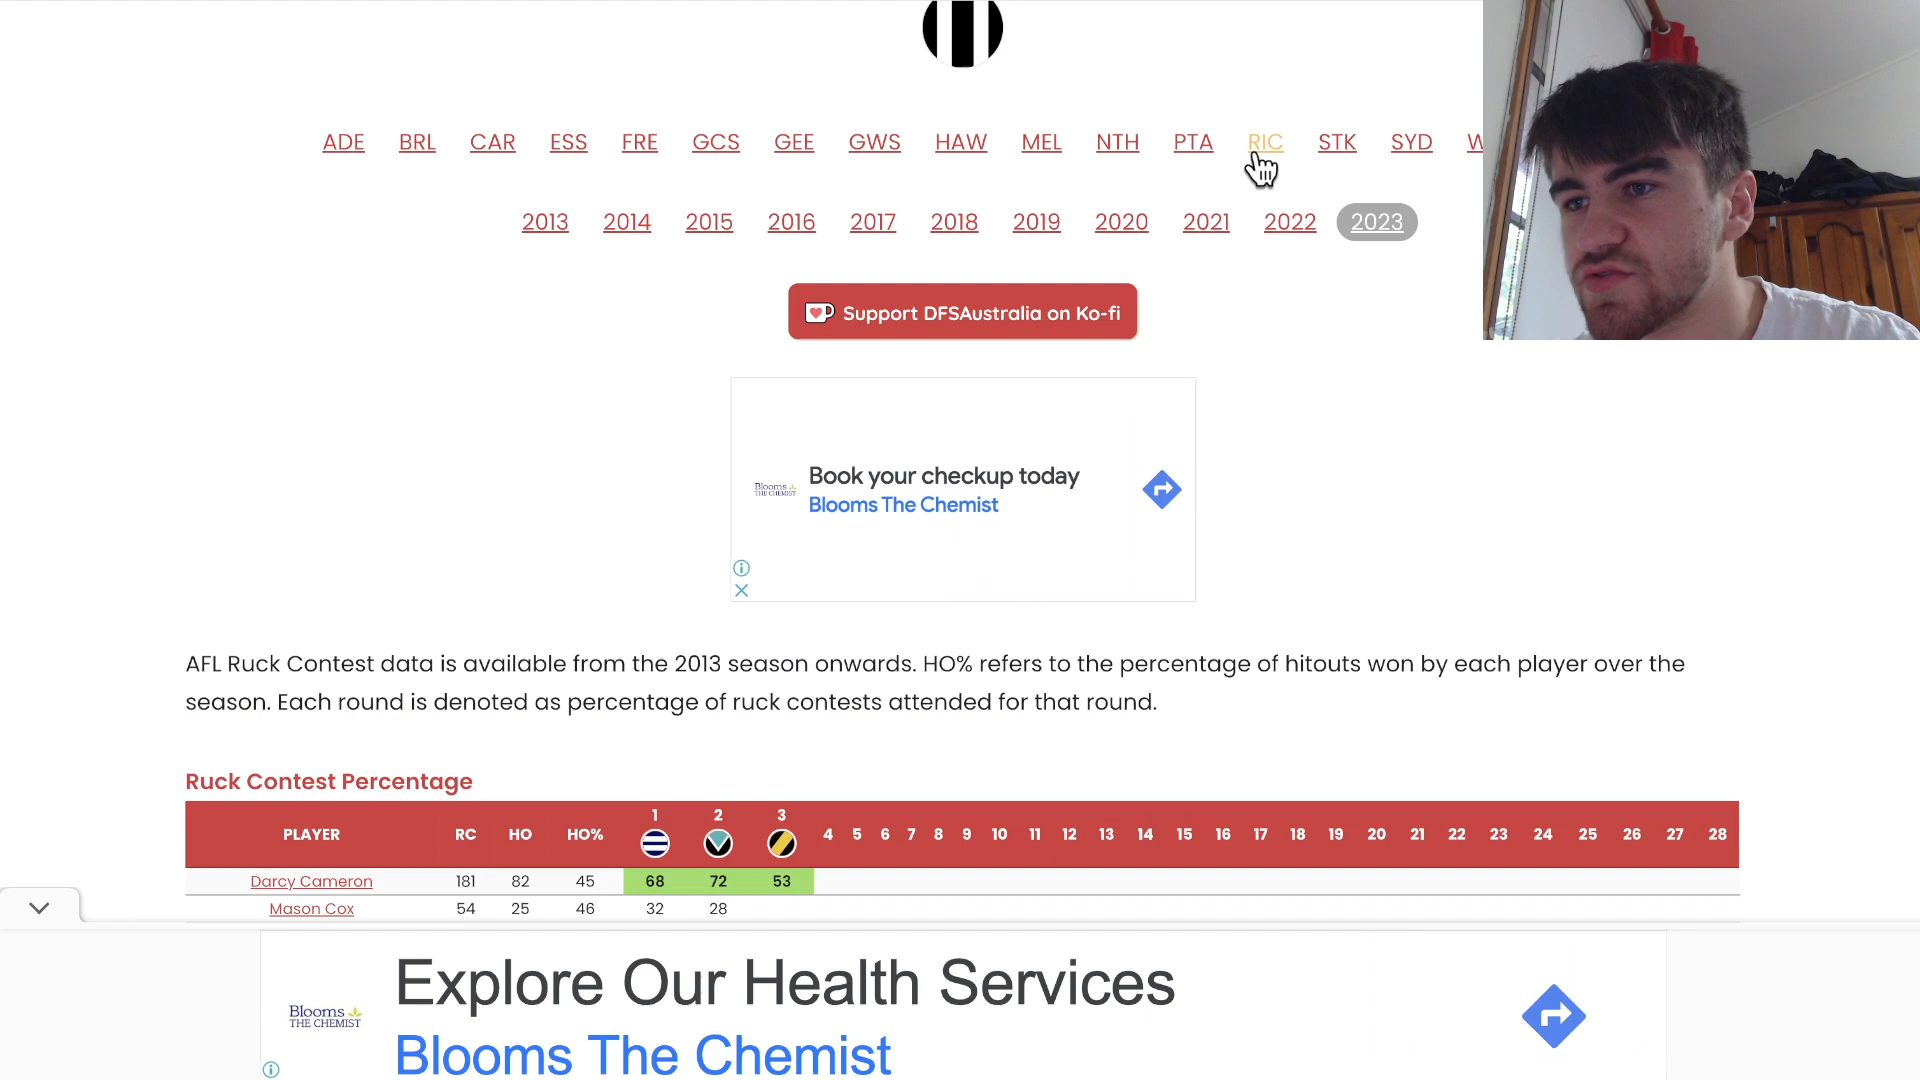 ADE BRL CAR ESS FRE GCS GEE GWS HAW MEL NTH PTA RIC STK SYD W
2013 2014 2015 2016 2017 2018 2019 2020 2021 2022 2023
Support DFSAustralia on Ko-fi
Blooms THE CHEMIST
Book your checkup today
Blooms The Chemist
AFL Ruck Contest data is available from the 2013 season onwards. HO% refers to the percentage of hitouts won by each player over the
season. Each round is denoted as percentage of ruck contests attended for that round.
Ruck Contest Percentage
PLAYER RC HO HO% 1 2 3 4 5 6 7 8 9 10 11 12 13 14 15 16 17 18 19 20 21 22 23 24 25 26 27 28
Darcy Cameron 181 82 45 68 72 53
Mason Cox 54 25 46 32 28
Blooms THE CHEMIST
Explore Our Health Services
Blooms The Chemist